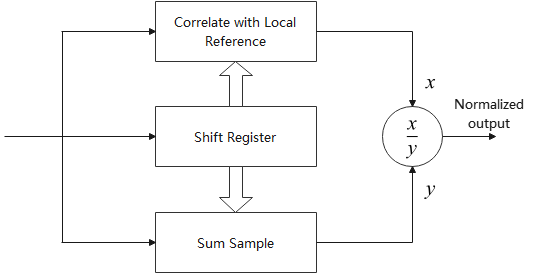 Correlate with Local
Reference
x
Normalized
output
Shift Register
x
y
y
Sum Sample